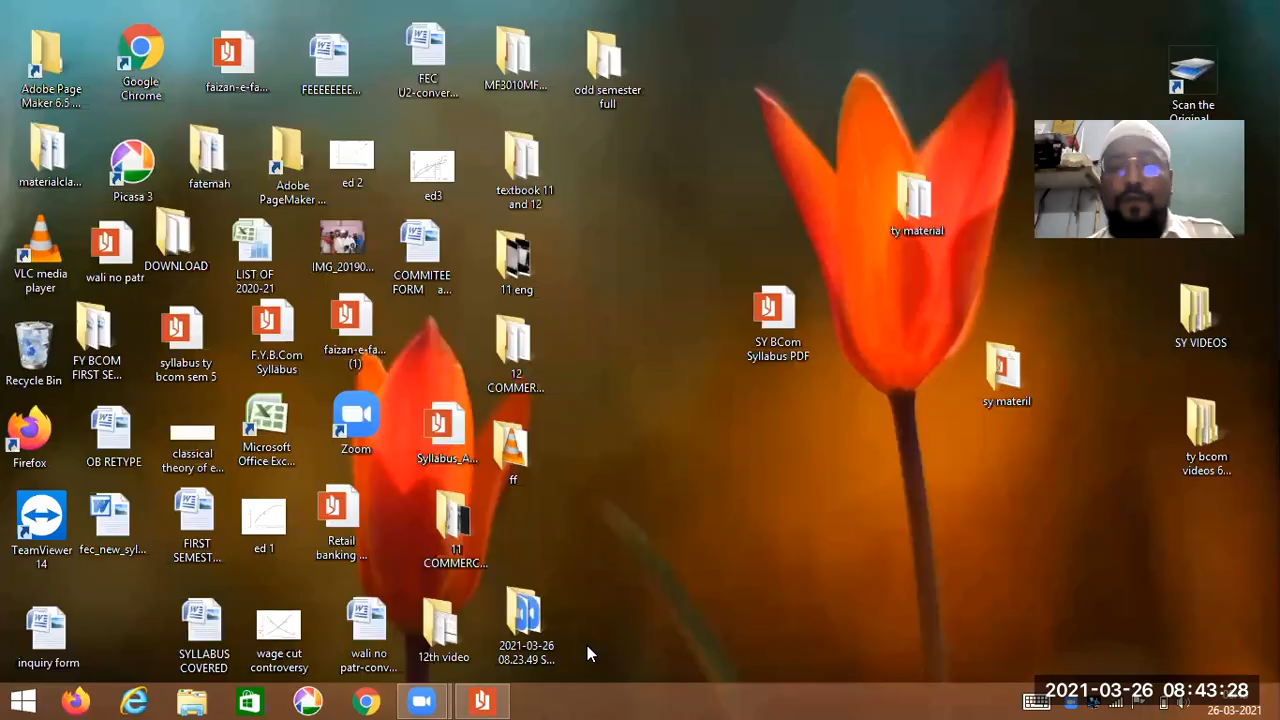 Adobe Page
Maker 6.5 ...
Google
Chrome
faizan-e-fa...
FEEEEEEEE...
FEC
U2-conver...
MF3010MF...
odd semester
full
Scan the
Original...
materialcla...
Picasa 3
fatemah
Adobe
PageMaker ...
ed 2
ed3
textbook 11
and 12
ty material
VLC media
player
wali no patr
DOWNLOAD
LIST OF
2020-21
IMG_20190...
COMMITEE
FORM a...
11 eng
Recycle Bin
FY BCOM
FIRST SE...
syllabus ty
bcom sem 5
F.Y.B.Com
Syllabus
faizan-e-fa...
(1)
12
COMMER...
SY BCom
Syllabus PDF
sy materil
SY VIDEOS
Firefox
OB RETYPE
classical
theory of e...
Microsoft
Office Exc...
Zoom
Syllabus_A...
ff
ty bcom
videos 6...
TeamViewer
14
fec_new_syl...
FIRST
SEMEST...
ed 1
Retail
banking ...
11
COMMERC...
inquiry form
SYLLABUS
COVERED
wage cut
controversy
wali no
patr-conv...
12th video
2021-03-26
08.23.49 S...
2021-03-26 08:43:28
26-03-2021